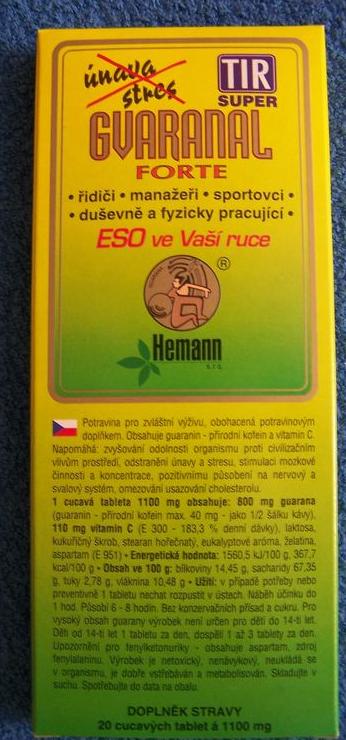 únava
stres
TIR
SUPER
GVARANAL
FORTE
• řidiči • manažeři • sportovci •
• duševně a fyzicky pracující •
ESO ve Vaší ruce
®
Hemann
s.r.o.
Potravina pro zvláštní výživu, obohacená potravinovým
doplňkem. Obsahuje guaranin - přírodní kofein a vitamin C.
Napomáhá: zvyšování odolnosti organismu proti civilizačním
vlivům prostředí, odstranění únavy a stresu, stimulaci mozkové
činnosti a koncentrace, pozitivnímu působení na nervový a
svalový systém, omezování usazování cholesterolu.
1 cucavá tableta 1100 mg obsahuje: 800 mg guarana
(guaranin - přírodní kofein max. 40 mg - jako 1/2 šálku kávy),
110 mg vitamin C (E 300 - 183,3 % denní dávky), laktosa,
kukuřičný škrob, stearan hořečnatý, eukalyptové aróma, želatina,
aspartam (E 951) • Energetická hodnota: 1560,5 kJ/100 g, 367,7
kcal/100 g • Obsah ve 100 g: bílkoviny 14,45 g, sacharidy 67,35
g, tuky 2,78 g, vláknina 10,48 g • Užití: v případě potřeby nebo
preventivně 1 tabletu nechat rozpustit v ústech. Náběh účinku do
1 hod. Působí 6 - 8 hodin. Bez konzervačních přísad a cukru. Pro
vysoký obsah guarany výrobek není určen pro děti do 14-ti let.
Děti od 14-ti let 1 tabletu za den, dospělí 1 až 3 tablety za den.
Upozornění pro fenylketonuriky - obsahuje aspartam, zdroj
fenylalaninu. Výrobek je netoxický, nenávykový, neukládá se
v organismu, je dobře vstřebáván a metabolisován. Skladujte v
suchu. Spotřebujte do data na obalu.
DOPLNĚK STRAVY
20 cucavých tablet á 1100 mg